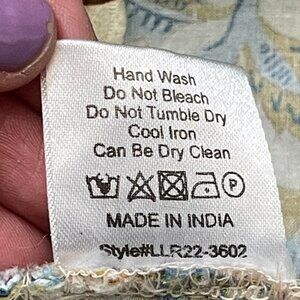 Hand Wash
Do Not Bleach
Do Not Tumble Dry
Cool Iron
Can Be Dry Clean
P
MADE IN INDIA
Style#LLR22-3602